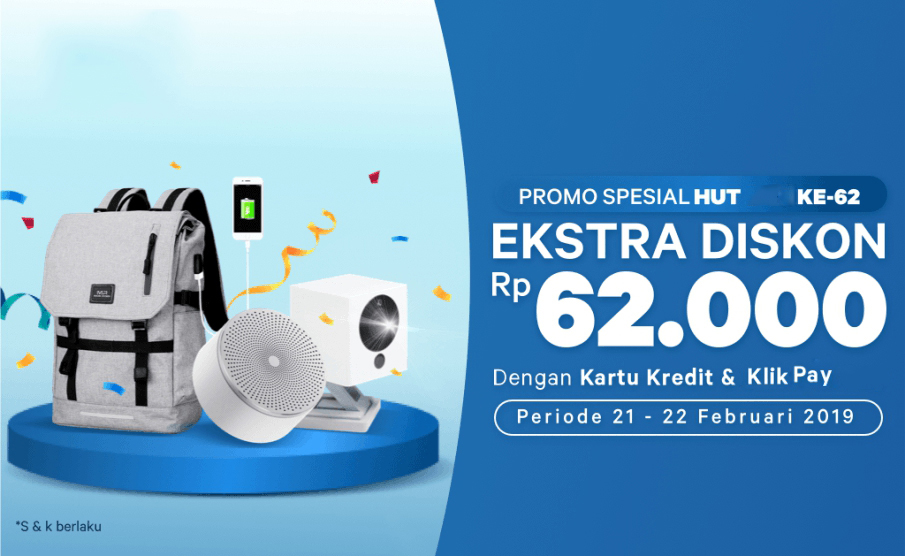 PROMO SPESIAL HUT KE-62
EKSTRA DISKON
Rp 62.000
Dengan Kartu Kredit & Klik Pay
Periode 21 - 22 Februari 2019
*S & k berlaku